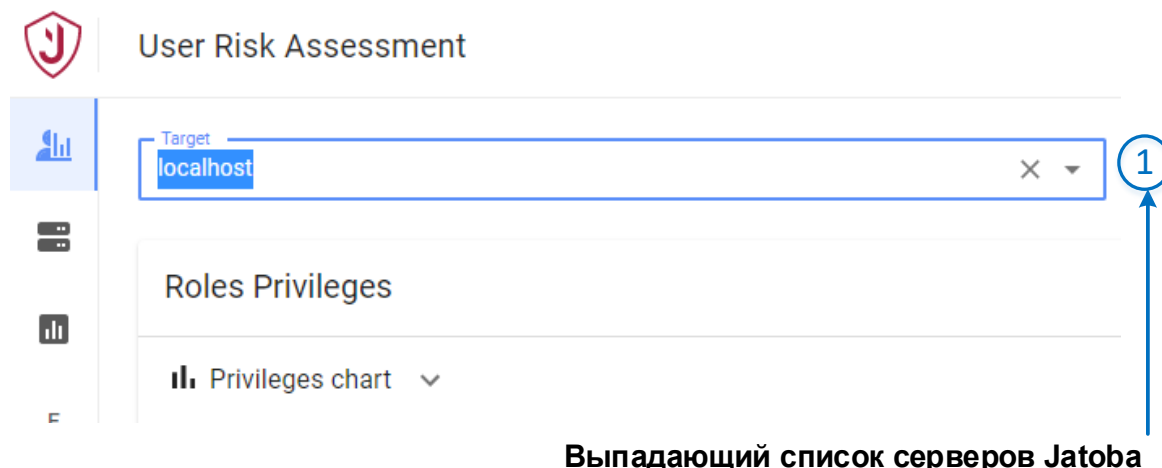 User Risk Assessment
Target
localhost
1
Roles Privileges
Privileges chart
Выпадающий список серверов Jatoba